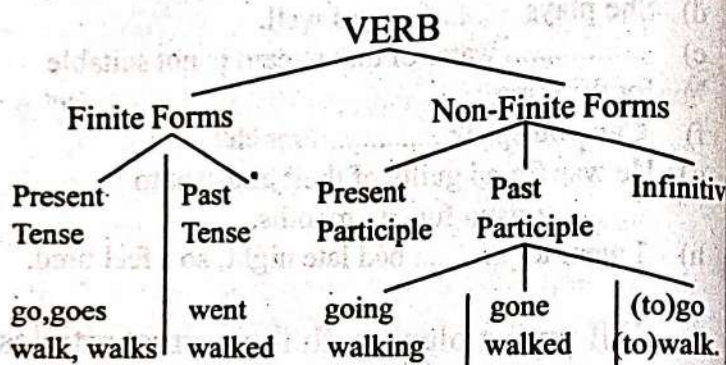 VERB
Finite Forms Non-Finite Forms
Present Past Present Past Infinitiv
Tense Tense Participle Participle
go,goes went going gone (to)go
walk, walks walked walking walked (to)walk.